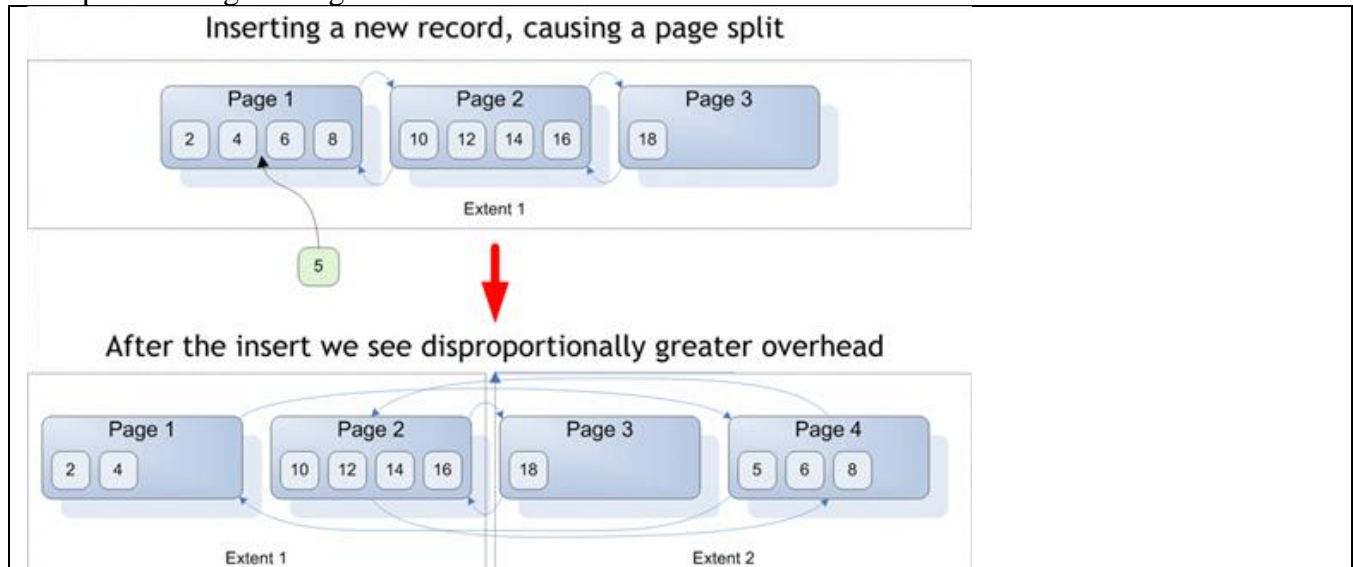 Inserting a new record, causing a page split
Page 1 Page 2 Page 3
2 4 6 8 10 12 14 16 18
Extent 1
5
After the insert we see disproportionally greater overhead
Page 1 Page 2 Page 3 Page 4
2 4 10 12 14 16 18 5 6 8
Extent 1 Extent 2